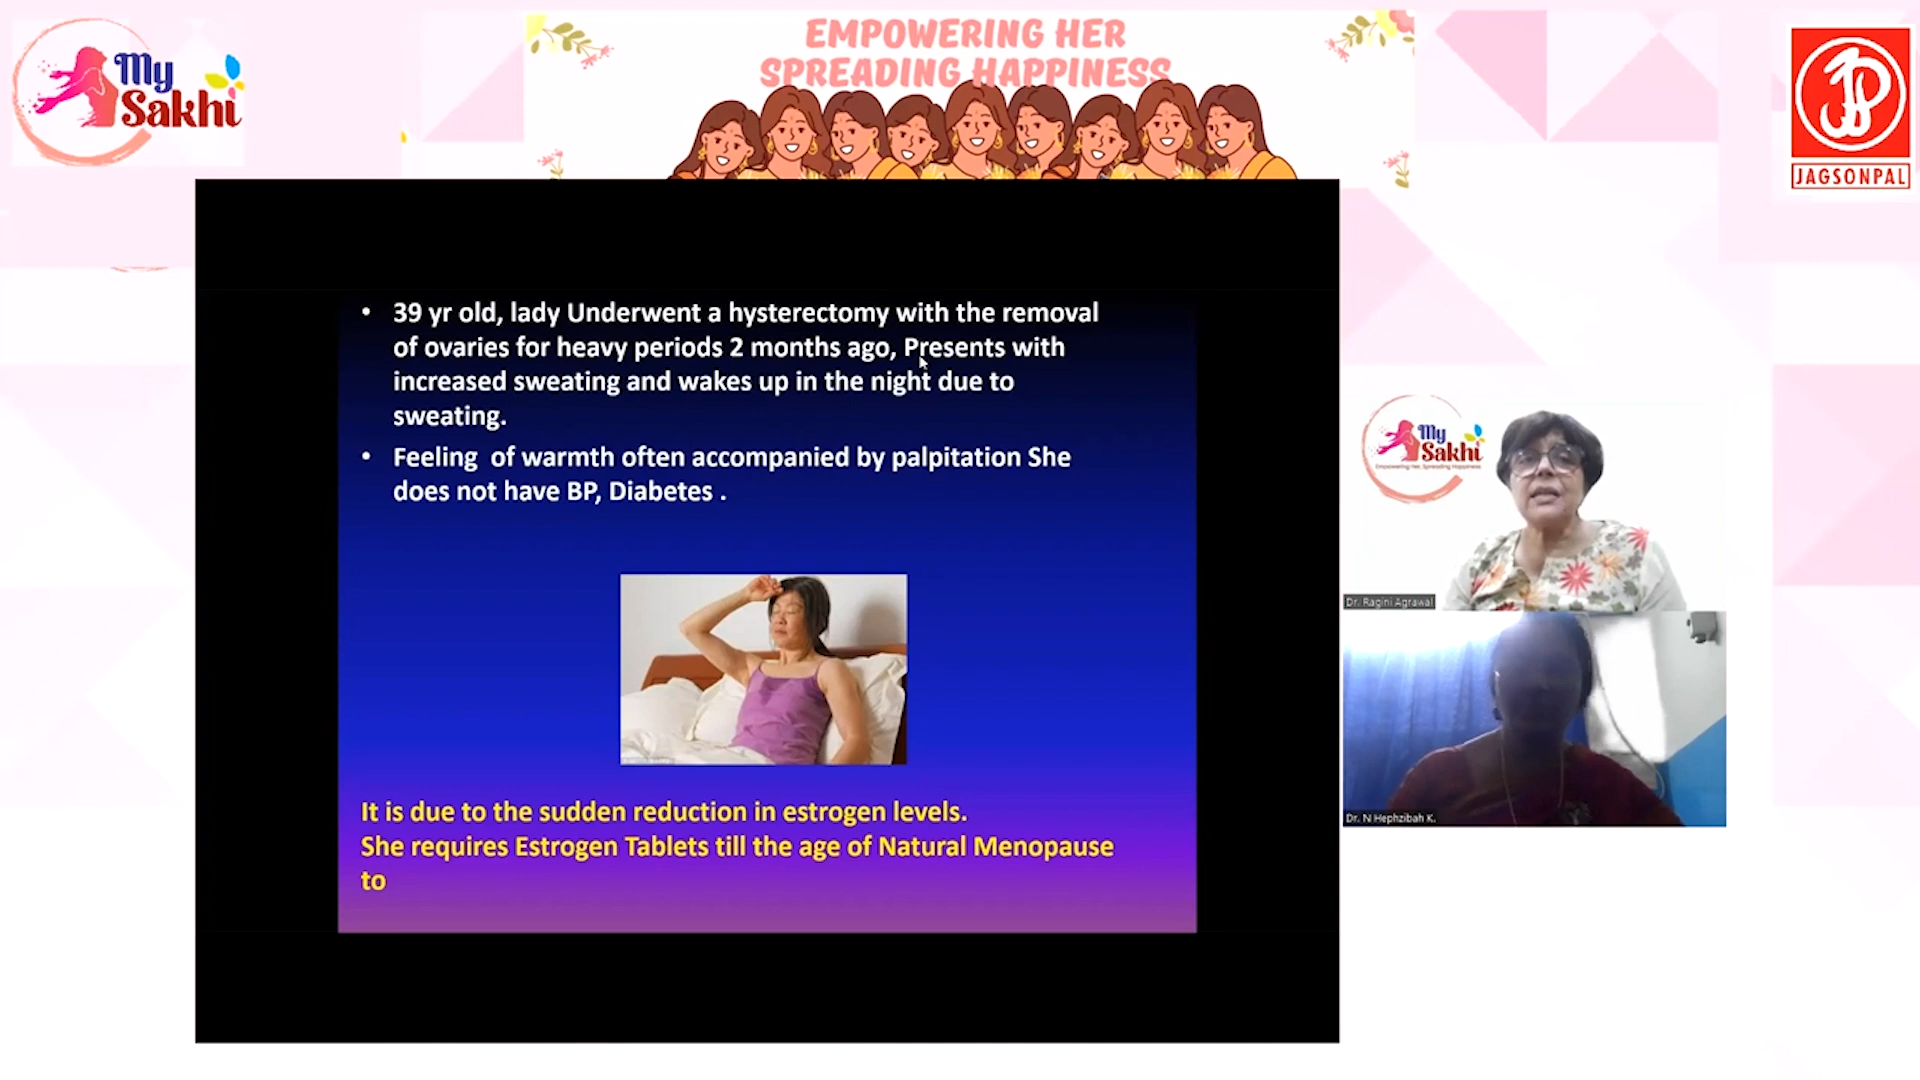 My
Sakhi
EMPOWERING HER
SPREADING HAPPINESS
JAGSONPAL
• 39 yr old, lady Underwent a hysterectomy with the removal
of ovaries for heavy periods 2 months ago, Presents with
increased sweating and wakes up in the night due to
sweating.
• Feeling of warmth often accompanied by palpitation She
does not have BP, Diabetes .
It is due to the sudden reduction in estrogen levels.
She requires Estrogen Tablets till the age of Natural Menopause
to
My
Sakhi
Empowering Her, Spreading Happiness
Dr. Ragini Agrawal
Dr. N Hephzibah K.